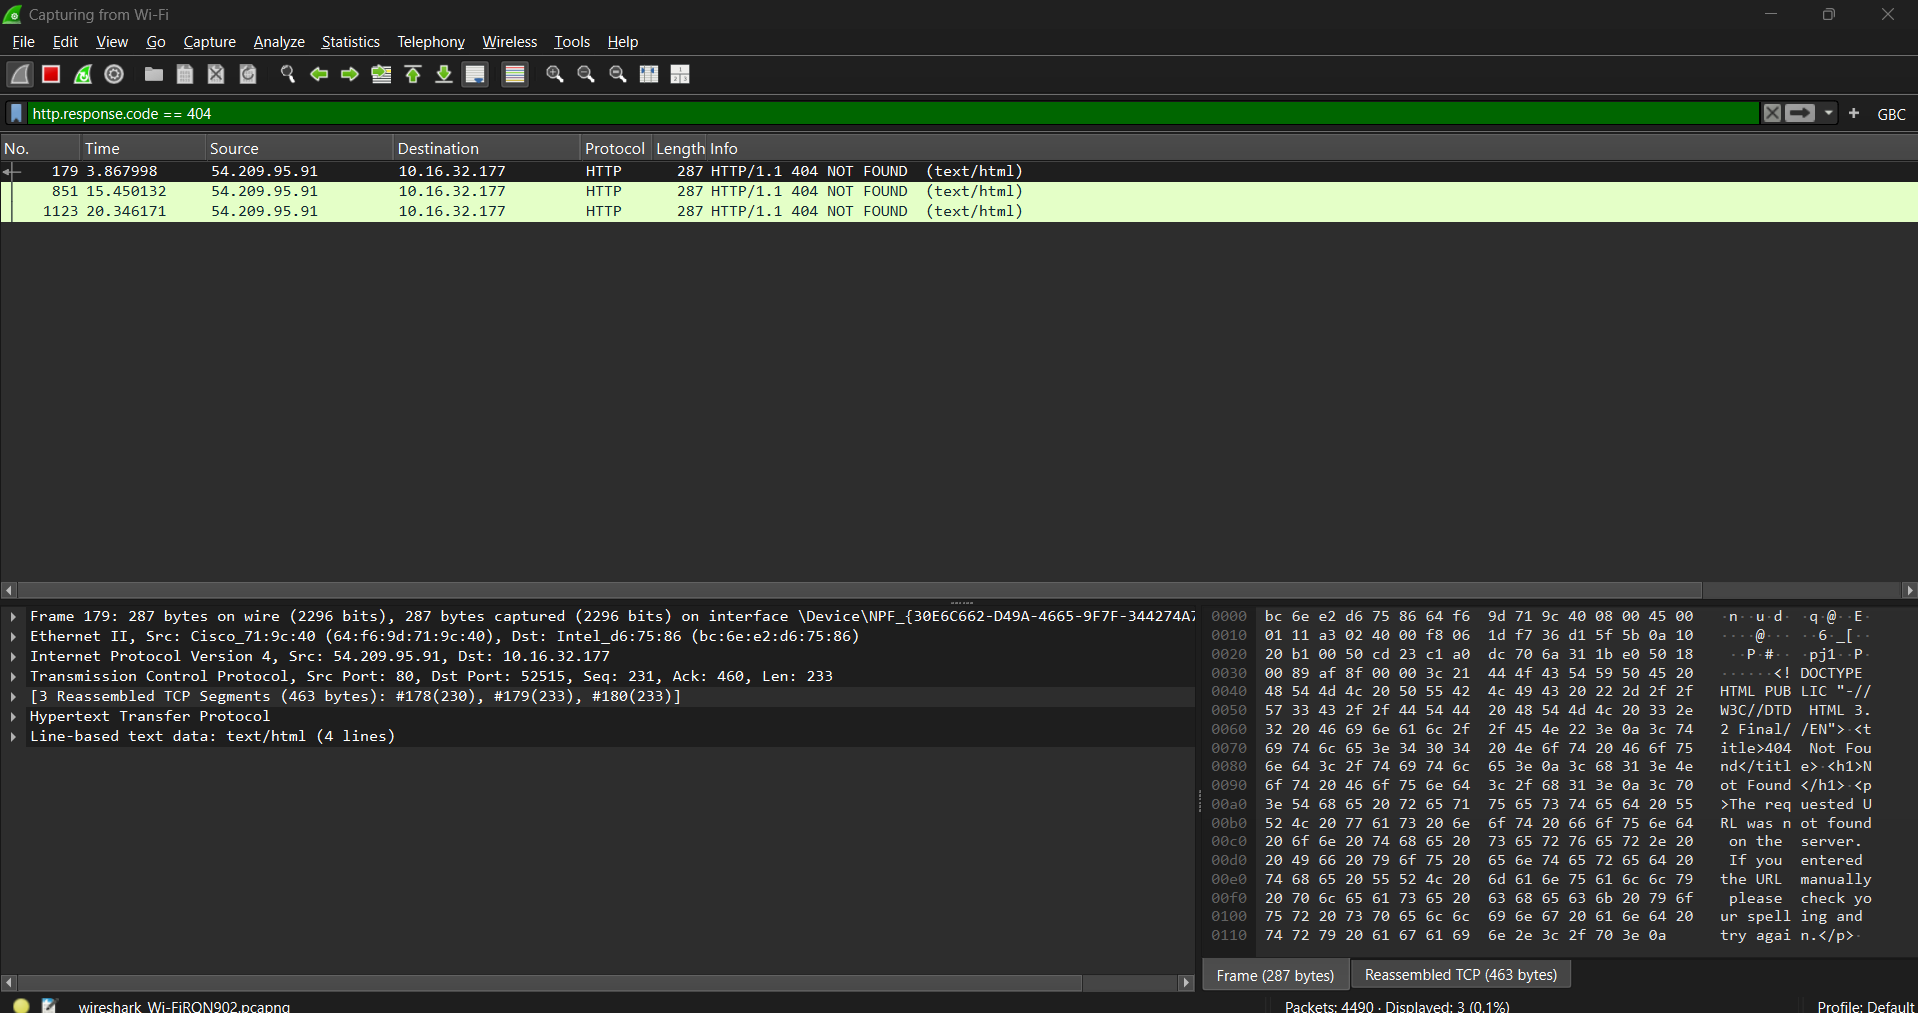 Capturing from Wi-Fi
File Edit View Go Capture Analyze Statistics Telephony Wireless Tools Help
http.response.code == 404
+ GBC
No. Time Source Destination Protocol Length Info
179 3.867998 54.209.95.91 10.16.32.177 HTTP 287 HTTP/1.1 404 NOT FOUND (text/html)
851 15.450132 54.209.95.91 10.16.32.177 HTTP 287 HTTP/1.1 404 NOT FOUND (text/html)
1123 20.346171 54.209.95.91 10.16.32.177 HTTP 287 HTTP/1.1 404 NOT FOUND (text/html)
Frame 179: 287 bytes on wire (2296 bits), 287 bytes captured (2296 bits) on interface \Device\NPF_{30E6C662-D49A-4665-9F7F-344274A7
Ethernet II, Src: Cisco_71:9c:40 (64:f6:9d:71:9c:40), Dst: Intel_d6:75:86 (bc:6e:e2:d6:75:86)
Internet Protocol Version 4, Src: 54.209.95.91, Dst: 10.16.32.177
Transmission Control Protocol, Src Port: 80, Dst Port: 52515, Seq: 231, Ack: 460, Len: 233
[3 Reassembled TCP Segments (463 bytes): #178(230), #179(233), #180(233)]
Hypertext Transfer Protocol
Line-based text data: text/html (4 lines)
0000 bc 6e e2 d6 75 86 64 f6 9d 71 9c 40 08 00 45 00 ·n··u·d· ·q·@··E·
0010 01 11 a3 02 40 00 f8 06 1d f7 36 d1 5f 5b 0a 10 ····@··· ··6·_[··
0020 20 b1 00 50 cd 23 c1 a0 dc 70 6a 31 1b e0 50 18 ··P·#·· ·pj1··P·
0030 00 89 af 8f 00 00 3c 21 44 4f 43 54 59 50 45 20 ······<! DOCTYPE
0040 48 54 4d 4c 20 50 55 42 4c 49 43 20 22 2d 2f 2f HTML PUB LIC "-//
0050 57 33 43 2f 2f 44 54 44 20 48 54 4d 4c 20 33 2e W3C//DTD HTML 3.
0060 32 20 46 69 6e 61 6c 2f 2f 45 4e 22 3e 0a 3c 74 2 Final/ /EN">·<t
0070 69 74 6c 65 3e 34 30 34 20 4e 6f 74 20 46 6f 75 itle>404 Not Fou
0080 6e 64 3c 2f 74 69 74 6c 65 3e 0a 3c 68 31 3e 4e nd</titl e>·<h1>N
0090 6f 74 20 46 6f 75 6e 64 3c 2f 68 31 3e 0a 3c 70 ot Found </h1>·<p
00a0 3e 54 68 65 20 72 65 71 75 65 73 74 65 64 20 55 >The req uested U
00b0 52 4c 20 77 61 73 20 6e 6f 74 20 66 6f 75 6e 64 RL was n ot found
00c0 20 6f 6e 20 74 68 65 20 73 65 72 76 65 72 2e 20 on the server.
00d0 20 49 66 20 79 6f 75 20 65 6e 74 65 72 65 64 20 If you entered
00e0 74 68 65 20 55 52 4c 20 6d 61 6e 75 61 6c 6c 79 the URL manually
00f0 20 70 6c 65 61 73 65 20 63 68 65 63 6b 20 79 6f please check yo
0100 75 72 20 73 70 65 6c 6c 69 6e 67 20 61 6e 64 20 ur spell ing and
0110 74 72 79 20 61 67 61 69 6e 2e 3c 2f 70 3e 0a try agai n.</p>·
Frame (287 bytes) Reassembled TCP (463 bytes)
wireshark_Wi-FiRON902.pcapng Packets: 4490 · Displayed: 3 (0.1%) Profile: Default